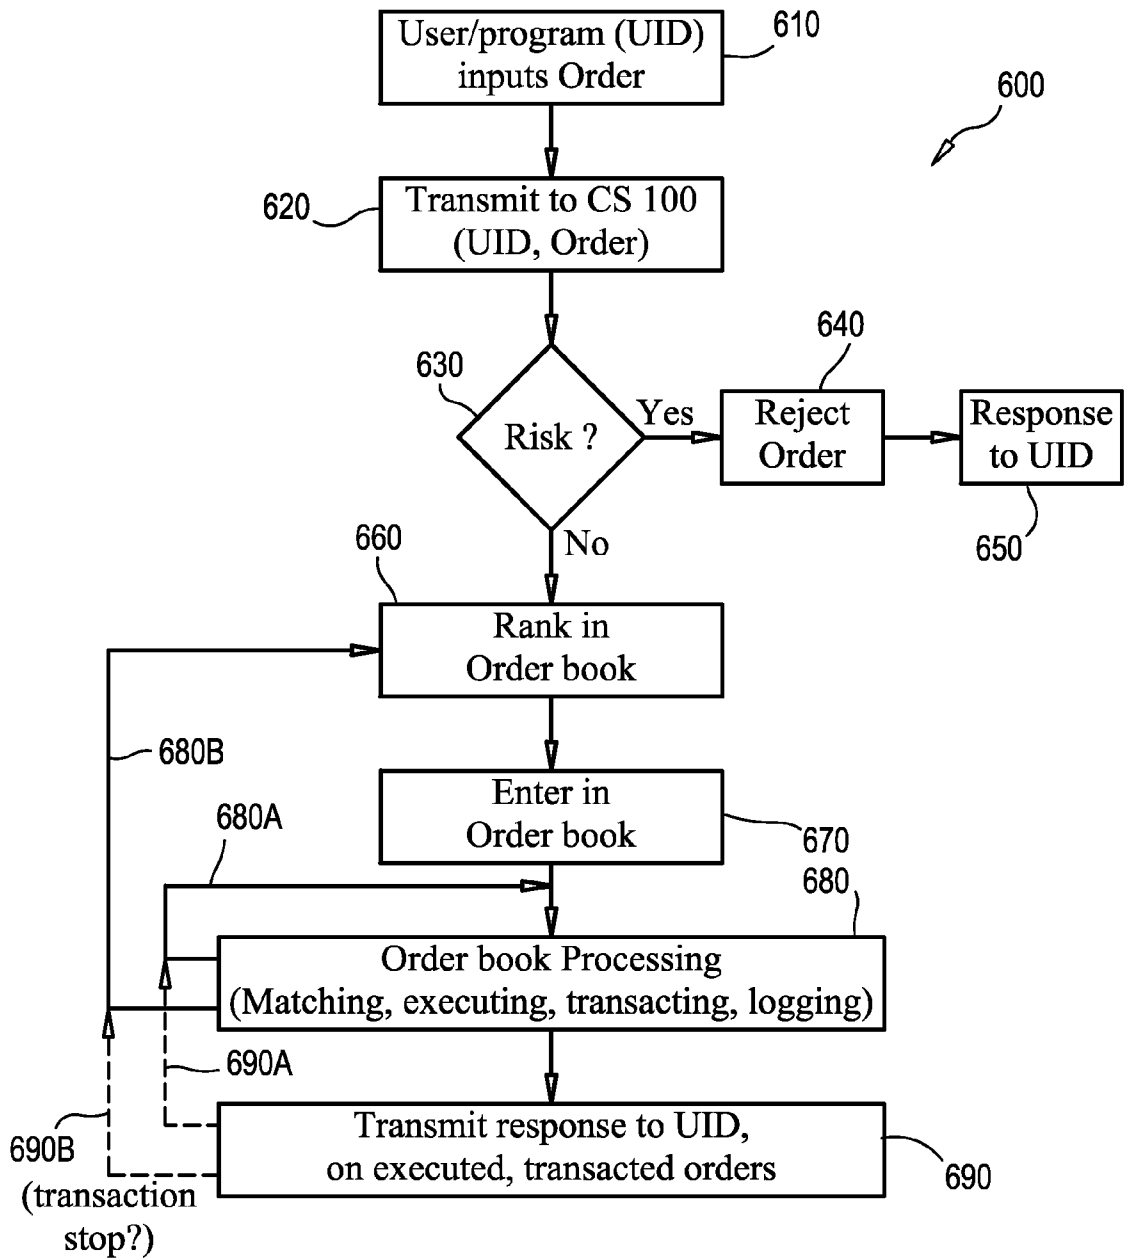 User/program (UID)
inputs Order
610
600
Transmit to CS 100
(UID, Order)
620
630
Risk ?
Yes
640
Reject
Order
Response
to UID
650
No
660
Rank in
Order book
680B
Enter in
Order book
670
680A
680
Order book Processing
(Matching, executing, transacting, logging)
690A
Transmit response to UID,
on executed, transacted orders
690
690B
(transaction
stop?)